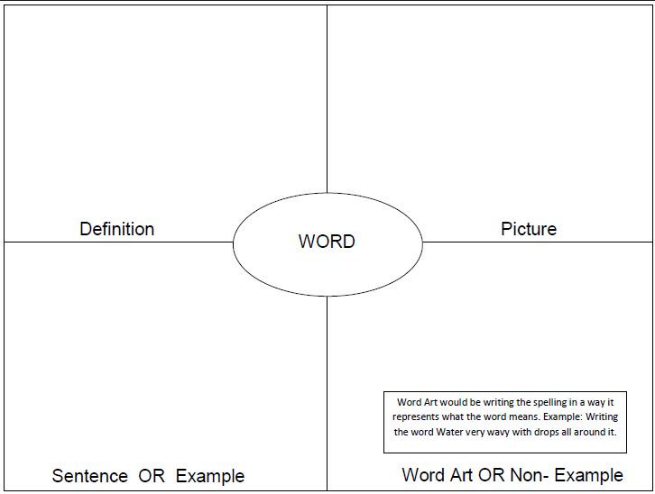 Definition
WORD
Picture
Word Art would be writing the spelling in a way it
represents what the word means. Example: Writing
the word Water very wavy with drops all around it.
Sentence OR Example
Word Art OR Non- Example